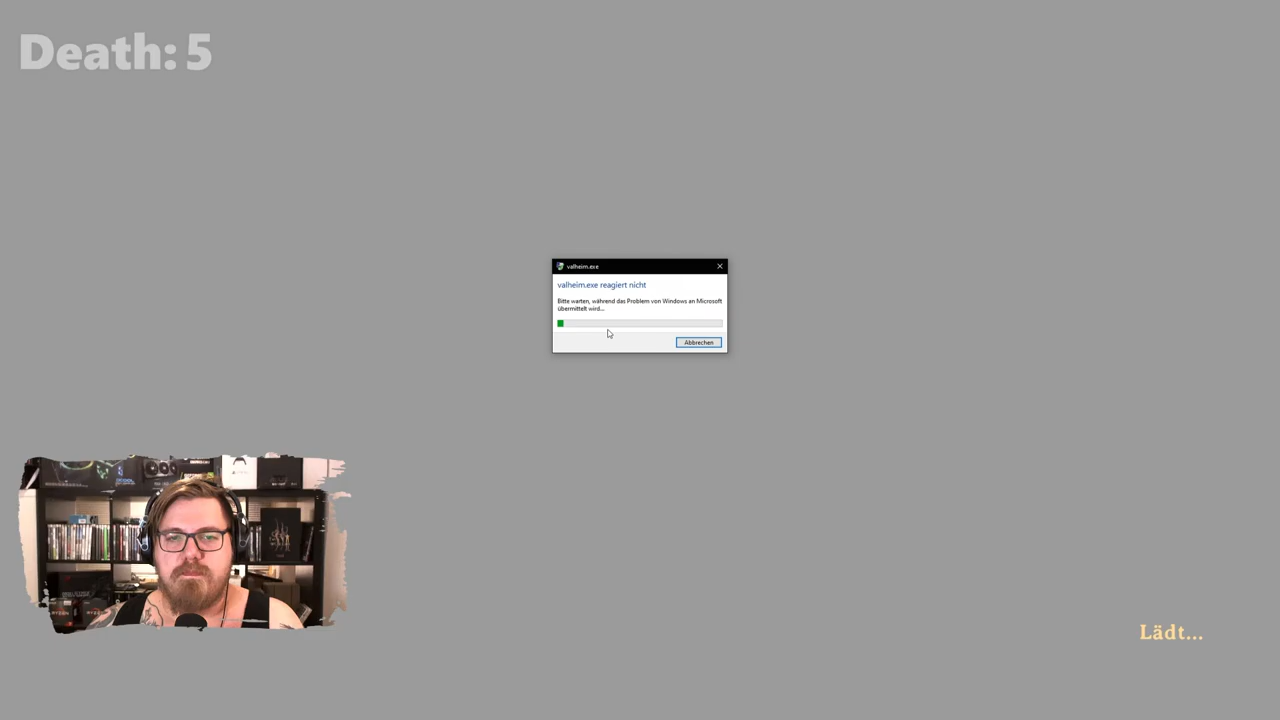 Death: 5
valheim.exe
valheim.exe reagiert nicht
Bitte warten, während das Problem von Windows an Microsoft
übermittelt wird...
Abbrechen
Lädt...